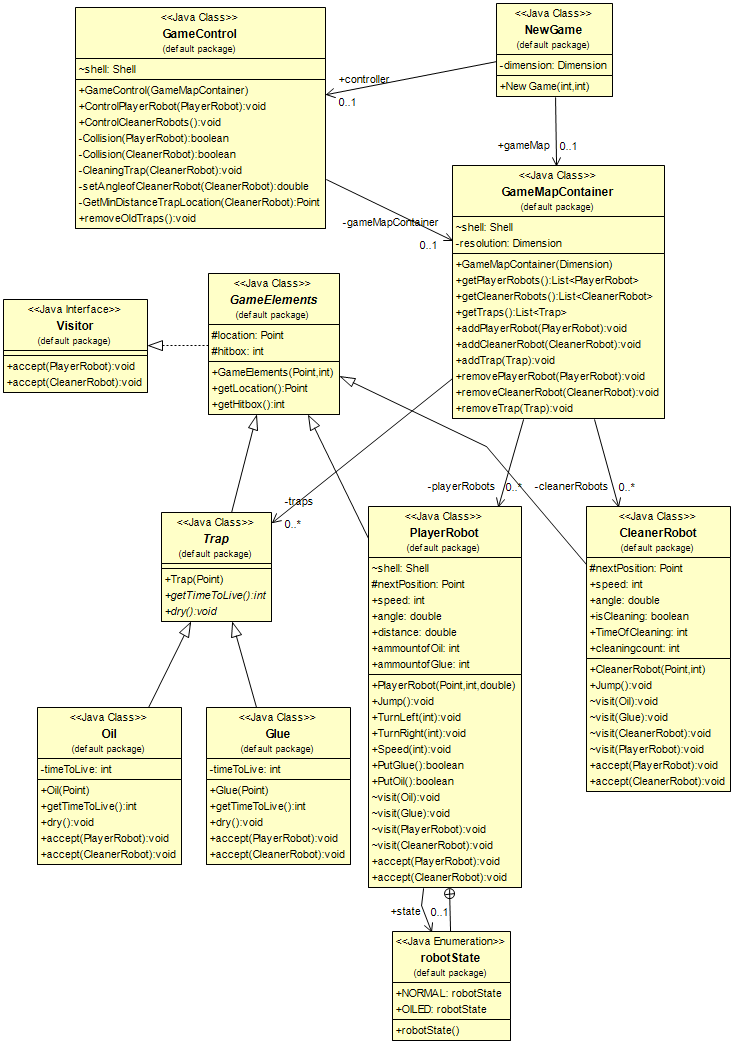 <<Java Class>>
GameControl
(default package)
~shell: Shell
+GameControl(GameMapContainer)
+ControlPlayerRobot(PlayerRobot):void
+ControlCleanerRobots():void
-Collision(PlayerRobot):boolean
-Collision(CleanerRobot):boolean
-CleaningTrap(CleanerRobot):void
-setAngleofCleanerRobot(CleanerRobot):double
-GetMinDistanceTrapLocation(CleanerRobot):Point
+removeOldTraps():void
<<Java Class>>
NewGame
(default package)
-dimension: Dimension
+NewGame(int,int)
+controller
0..1
+gameMap
0..1
<<Java Class>>
GameMapContainer
(default package)
~shell: Shell
-resolution: Dimension
+GameMapContainer(Dimension)
+getPlayerRobots():List<PlayerRobot>
+getCleanerRobots():List<CleanerRobot>
+getTraps():List<Trap>
+addPlayerRobot(PlayerRobot):void
+addCleanerRobot(CleanerRobot):void
+addTrap(Trap):void
+removePlayerRobot(PlayerRobot):void
+removeCleanerRobot(CleanerRobot):void
+removeTrap(Trap):void
-gameMapContainer
0..1
<<Java Class>>
GameElements
(default package)
#location: Point
#hitbox: int
+GameElements(Point,int)
+getLocation():Point
+getHitbox():int
<<Java Interface>>
Visitor
(default package)
+accept(PlayerRobot):void
+accept(CleanerRobot):void
-traps
0..*
-playerRobots
0..*
-cleanerRobots
0..*
<<Java Class>>
Trap
(default package)
+Trap(Point)
+getTimeToLive():int
+dry():void
<<Java Class>>
PlayerRobot
(default package)
~shell: Shell
#nextPosition: Point
+speed: int
+angle: double
+distance: double
+ammountofOil: int
+ammountofGlue: int
+PlayerRobot(Point,int,double)
+Jump():void
+TurnLeft(int):void
+TurnRight(int):void
+Speed(int):void
+PutGlue():boolean
+PutOil():boolean
~visit(Oil):void
~visit(Glue):void
~visit(PlayerRobot):void
~visit(CleanerRobot):void
+accept(PlayerRobot):void
+accept(CleanerRobot):void
<<Java Class>>
CleanerRobot
(default package)
#nextPosition: Point
+speed: int
+angle: double
+isCleaning: boolean
+TimeOfCleaning: int
+cleaningcount: int
+CleanerRobot(Point,int)
+Jump():void
~visit(Oil):void
~visit(Glue):void
~visit(CleanerRobot):void
~visit(PlayerRobot):void
+accept(PlayerRobot):void
+accept(CleanerRobot):void
<<Java Class>>
Oil
(default package)
-timeToLive: int
+Oil(Point)
+getTimeToLive():int
+dry():void
+accept(PlayerRobot):void
+accept(CleanerRobot):void
<<Java Class>>
Glue
(default package)
-timeToLive: int
+Glue(Point)
+getTimeToLive():int
+dry():void
+accept(PlayerRobot):void
+accept(CleanerRobot):void
+state
0..1
<<Java Enumeration>>
robotState
(default package)
+NORMAL: robotState
+OILED: robotState
+robotState()